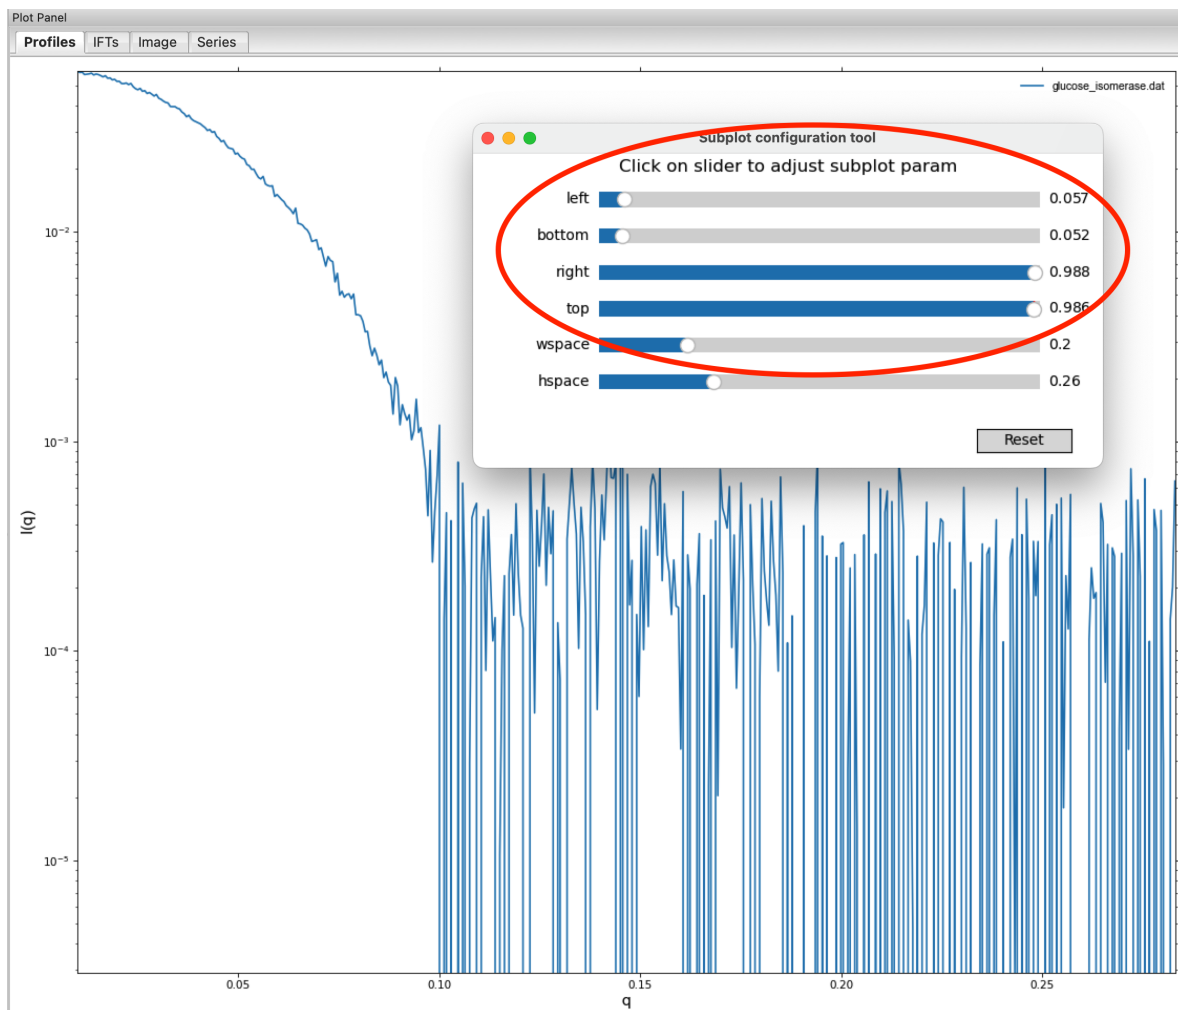 Plot Panel
Profiles IFTs Image Series
glucose_isomerase.dat
Subplot configuration tool
Click on slider to adjust subplot param
left 0.057
bottom 0.052
right 0.988
top 0.986
wspace 0.2
hspace 0.26
Reset
10⁻²
10⁻³
I(q)
10⁻⁴
10⁻⁵
0.05 0.10 0.15 0.20 0.25
q